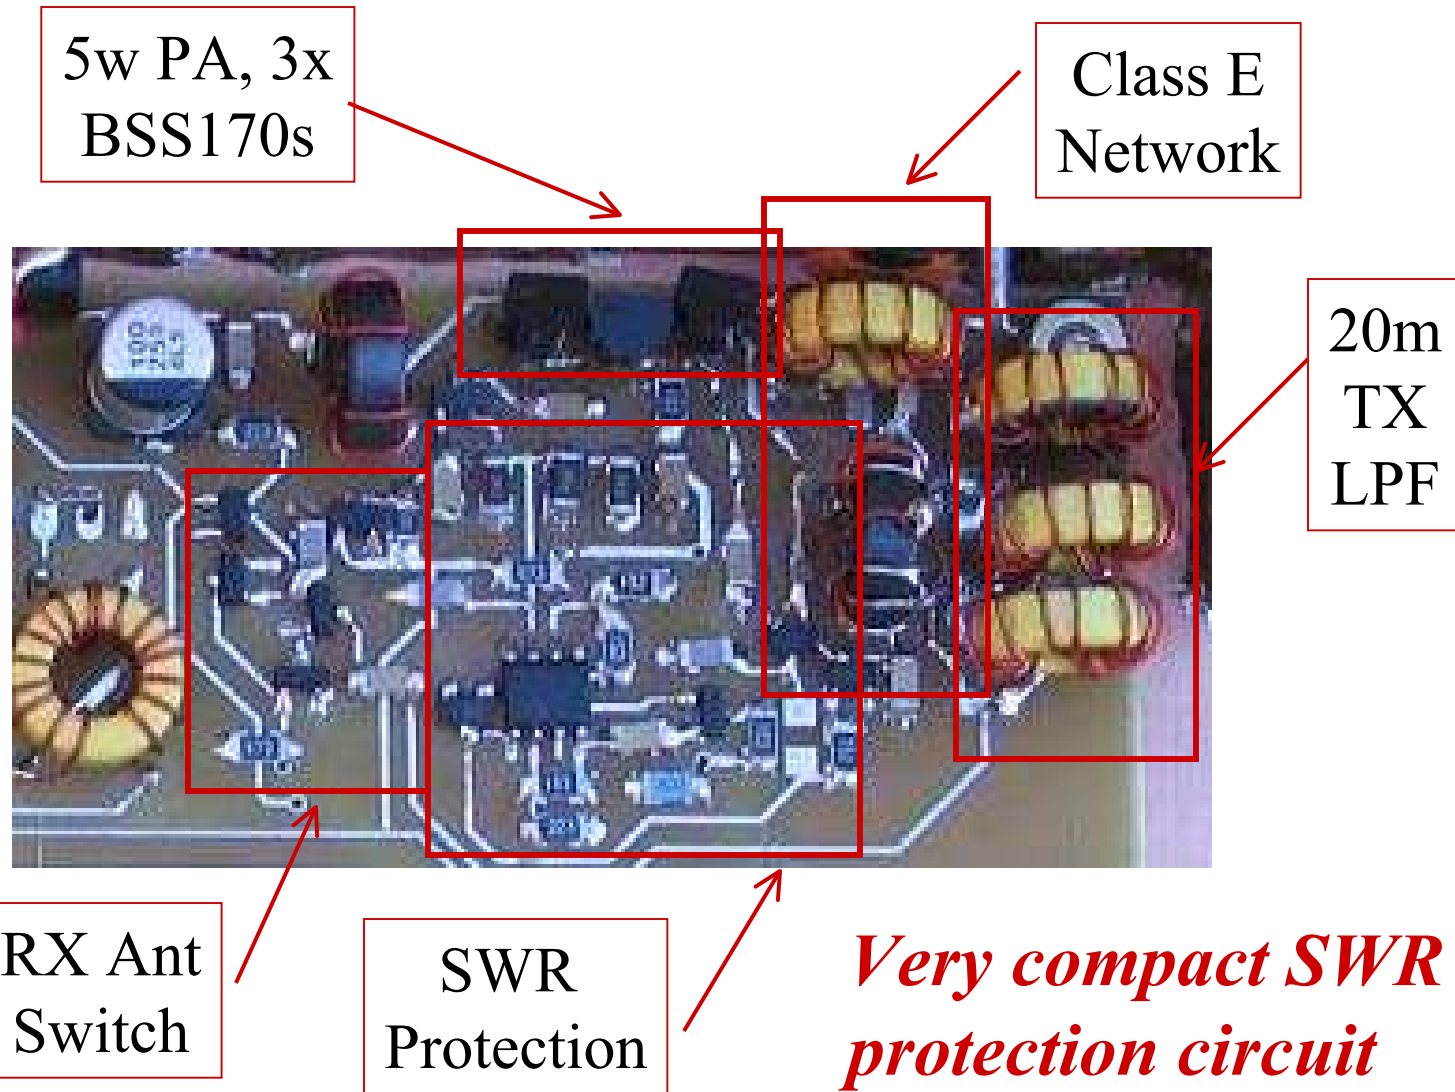 5w PA, 3x
BSS170s
Class E
Network
20m
TX
LPF
RX Ant
Switch
SWR
Protection
Very compact SWR
protection circuit